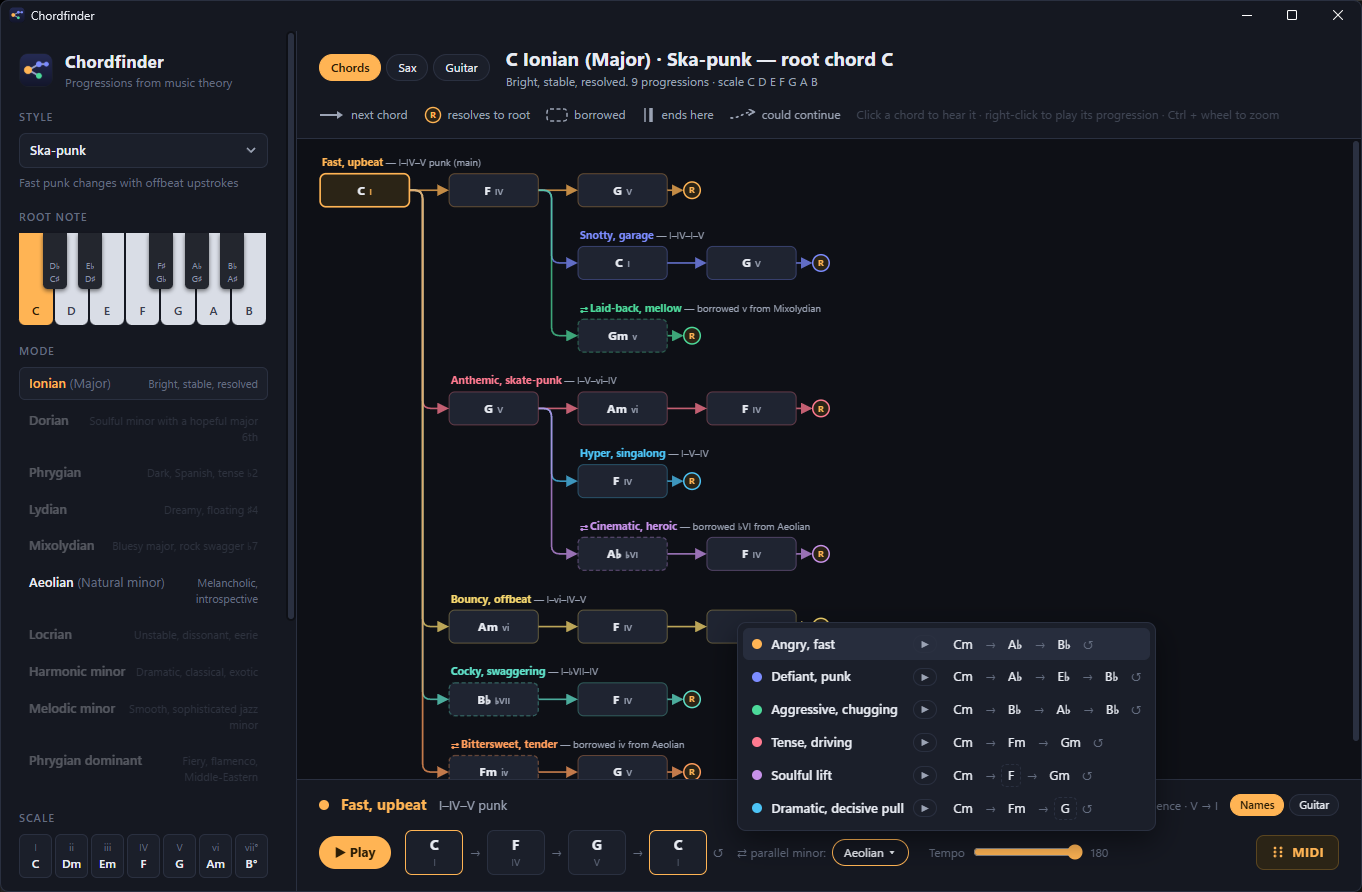 Chordfinder
Chordfinder
Progressions from music theory
STYLE
Ska-punk
Fast punk changes with offbeat upstrokes
ROOT NOTE
D♭ E♭ F♯ A♭ B♭
C♯ D♯ G♭ G♯ A♯
C D E F G A B
MODE
Ionian (Major) Bright, stable, resolved
Dorian Soulful minor with a hopeful major 6th
Phrygian Dark, Spanish, tense ♭2
Lydian Dreamy, floating ♯4
Mixolydian Bluesy major, rock swagger ♭7
Aeolian (Natural minor) Melancholic, introspective
Locrian Unstable, dissonant, eerie
Harmonic minor Dramatic, classical, exotic
Melodic minor Smooth, sophisticated jazz minor
Phrygian dominant Fiery, flamenco, Middle-Eastern
SCALE
I ii iii IV V vi vii°
C Dm Em F G Am B°
Chords Sax Guitar
C Ionian (Major) · Ska-punk — root chord C
Bright, stable, resolved. 9 progressions · scale C D E F G A B
next chord R resolves to root borrowed ends here could continue Click a chord to hear it · right-click to play its progression · Ctrl + wheel to zoom
Fast, upbeat — I–IV–V punk (main)
C I F IV G V R
Snotty, garage — I–IV–I–V
C I G V R
⇄ Laid-back, mellow — borrowed v from Mixolydian
Gm v R
Anthemic, skate-punk — I–V–vi–IV
G V Am vi F IV R
Hyper, singalong — I–V–IV
F IV R
⇄ Cinematic, heroic — borrowed ♭VI from Aeolian
A♭ ♭VI F IV R
Bouncy, offbeat — I–vi–IV–V
Am vi F IV
Cocky, swaggering — I–♭VII–IV
B♭ ♭VII F IV R
⇄ Bittersweet, tender — borrowed iv from Aeolian
Fm iv G V R
Angry, fast ▶ Cm → A♭ → B♭ ↺
Defiant, punk ▶ Cm → A♭ → E♭ → B♭ ↺
Aggressive, chugging ▶ Cm → B♭ → A♭ → B♭ ↺
Tense, driving ▶ Cm → Fm → Gm ↺
Soulful lift ▶ Cm → F → Gm ↺
Dramatic, decisive pull ▶ Cm → Fm → G ↺
Fast, upbeat I–IV–V punk
ence · V → I Names Guitar
▶ Play C I → F IV → G V → C I ↺ ⇄ parallel minor: Aeolian ▾ Tempo 180 MIDI